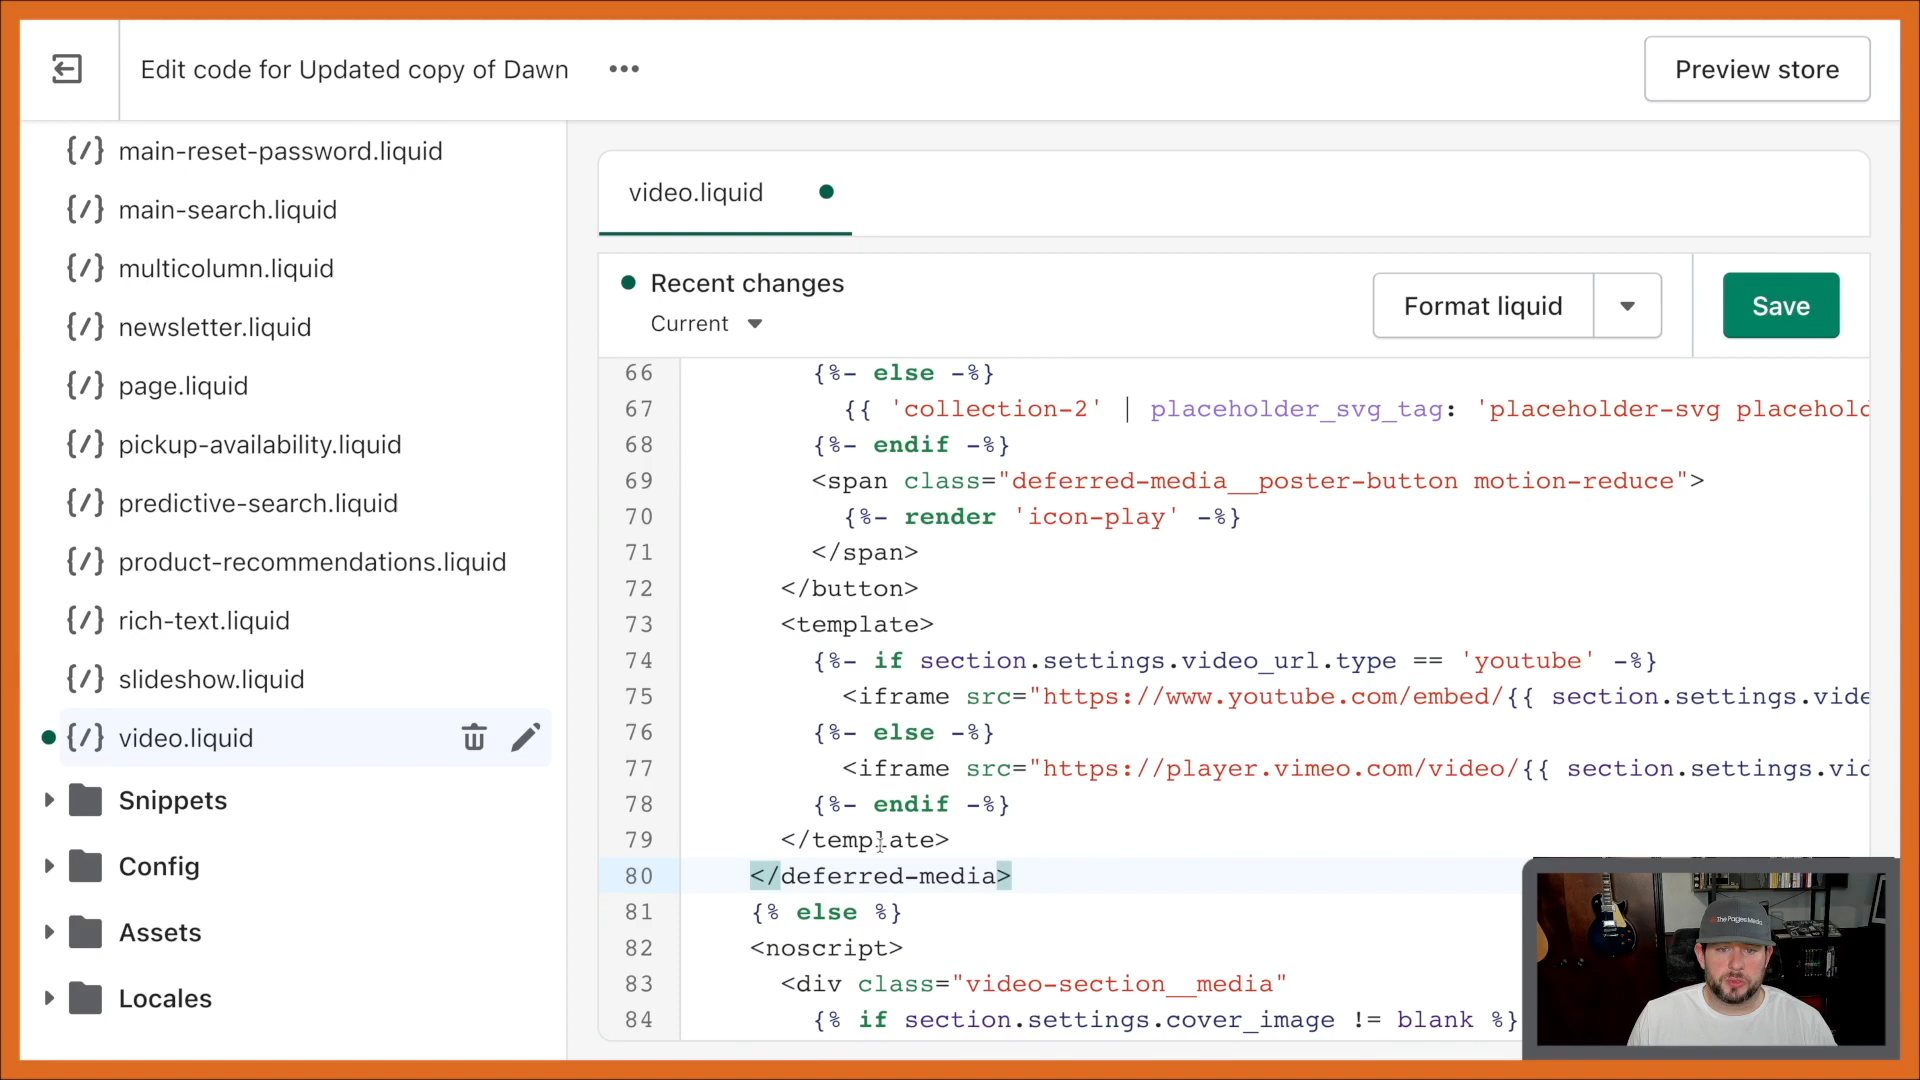 Edit code for Updated copy of Dawn
Preview store
{/} main-reset-password.liquid
{/} main-search.liquid
{/} multicolumn.liquid
{/} newsletter.liquid
{/} page.liquid
{/} pickup-availability.liquid
{/} predictive-search.liquid
{/} product-recommendations.liquid
{/} rich-text.liquid
{/} slideshow.liquid
{/} video.liquid
Snippets
Config
Assets
Locales
video.liquid
Recent changes
Current
Format liquid
Save
66 {%- else -%}
67 {{ 'collection-2' | placeholder_svg_tag: 'placeholder-svg placehold
68 {%- endif -%}
69 <span class="deferred-media__poster-button motion-reduce">
70 {%- render 'icon-play' -%}
71 </span>
72 </button>
73 <template>
74 {%- if section.settings.video_url.type == 'youtube' -%}
75 <iframe src="https://www.youtube.com/embed/{{ section.settings.vide
76 {%- else -%}
77 <iframe src="https://player.vimeo.com/video/{{ section.settings.vid
78 {%- endif -%}
79 </template>
80 </deferred-media>
81 {% else %}
82 <noscript>
83 <div class="video-section__media"
84 {% if section.settings.cover_image != blank %}
The Pages Media